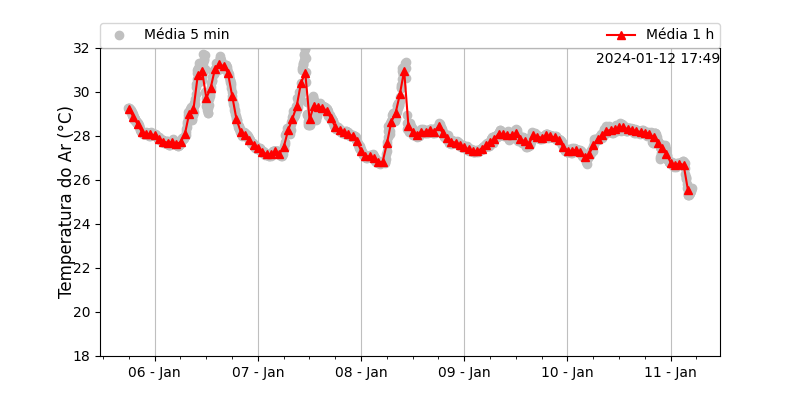 Média 5 min
Média 1 h
2024-01-12 17:49
Temperatura do Ar (°C)
32
30
28
26
24
22
20
18
06 - Jan
07 - Jan
08 - Jan
09 - Jan
10 - Jan
11 - Jan